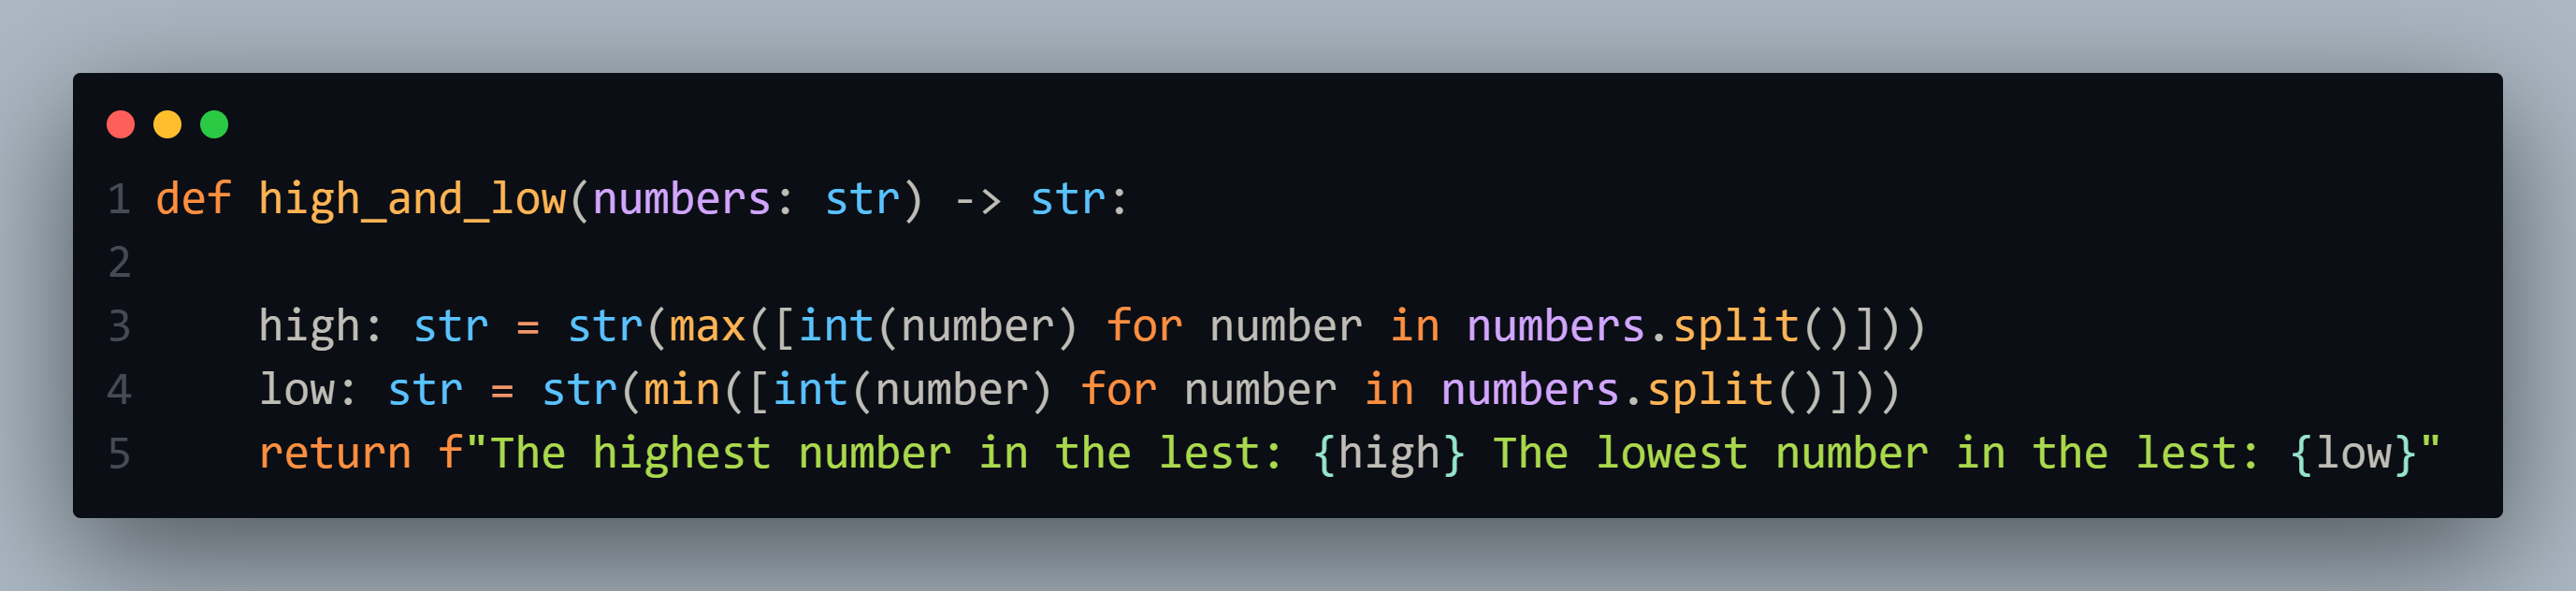 1 def high_and_low(numbers: str) -> str:
2
3     high: str = str(max([int(number) for number in numbers.split()]))
4     low: str = str(min([int(number) for number in numbers.split()]))
5     return f"The highest number in the lest: {high} The lowest number in the lest: {low}"